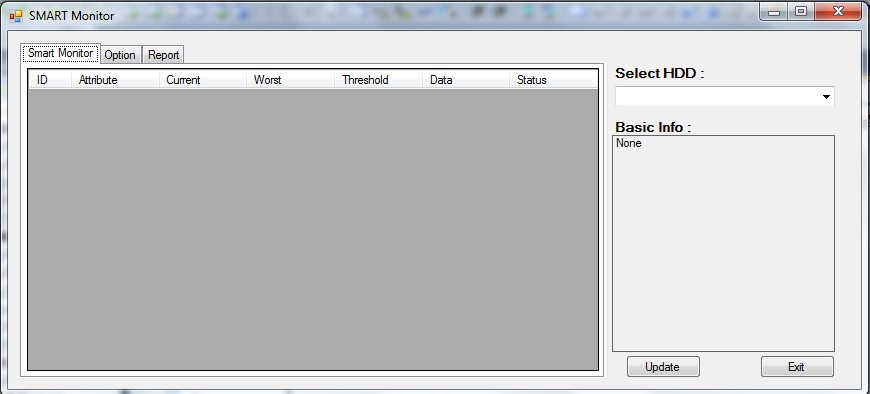 SMART Monitor
Smart Monitor Option Report
ID Attribute Current Worst Threshold Data Status
Select HDD :
Basic Info :
None
Update Exit